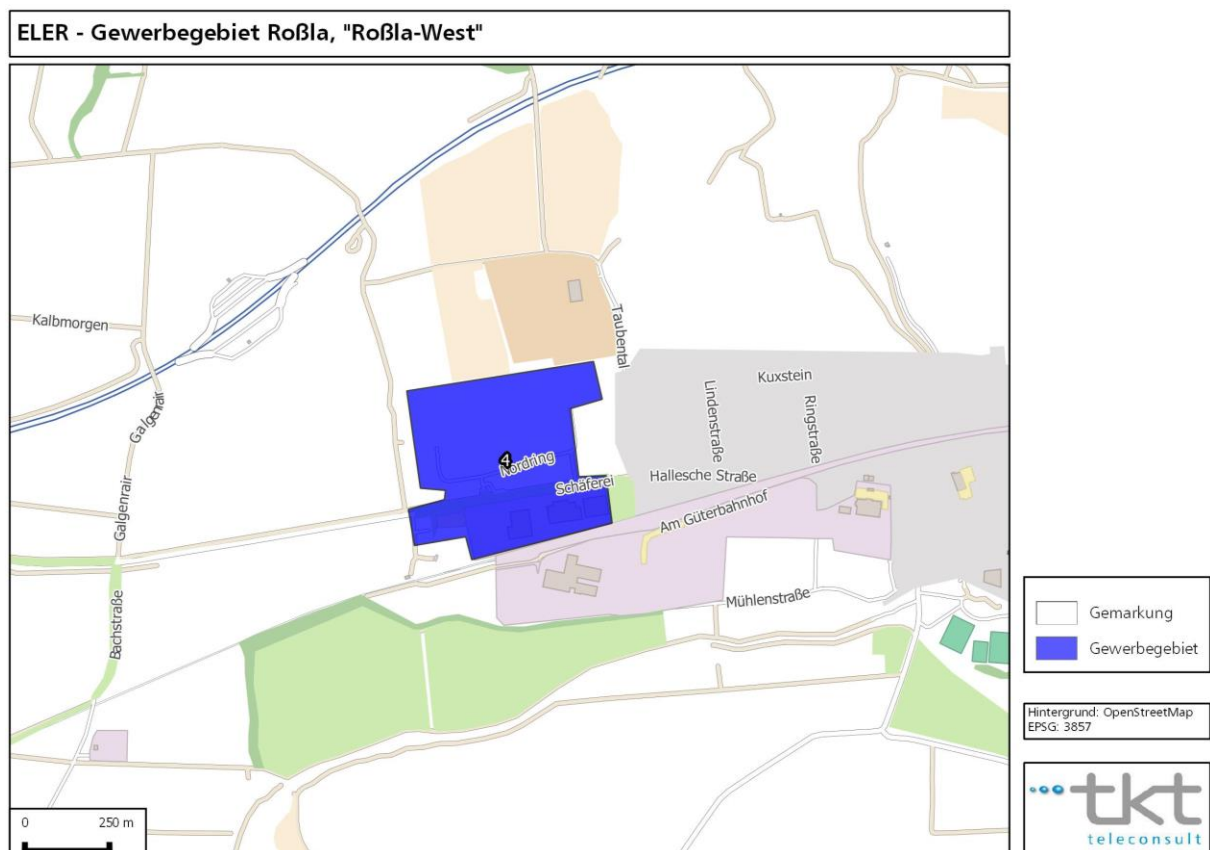 ELER - Gewerbegebiet Roßla, "Roßla-West"
Kalbmorgen
Galgenrair
Galgenrair
Bachstraße
Taubental
Kuxstein
Lindenstraße
Ringstraße
4
Nordring
Schäferei
Hallesche Straße
Am Güterbahnhof
Mühlenstraße
0 250 m
Gemarkung
Gewerbegebiet
Hintergrund: OpenStreetMap
EPSG: 3857
tkt
teleconsult